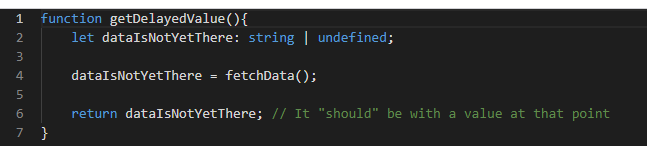 1 function getDelayedValue(){
2     let dataIsNotYetThere: string | undefined;
3
4     dataIsNotYetThere = fetchData();
5
6     return dataIsNotYetThere; // It "should" be with a value at that point
7 }